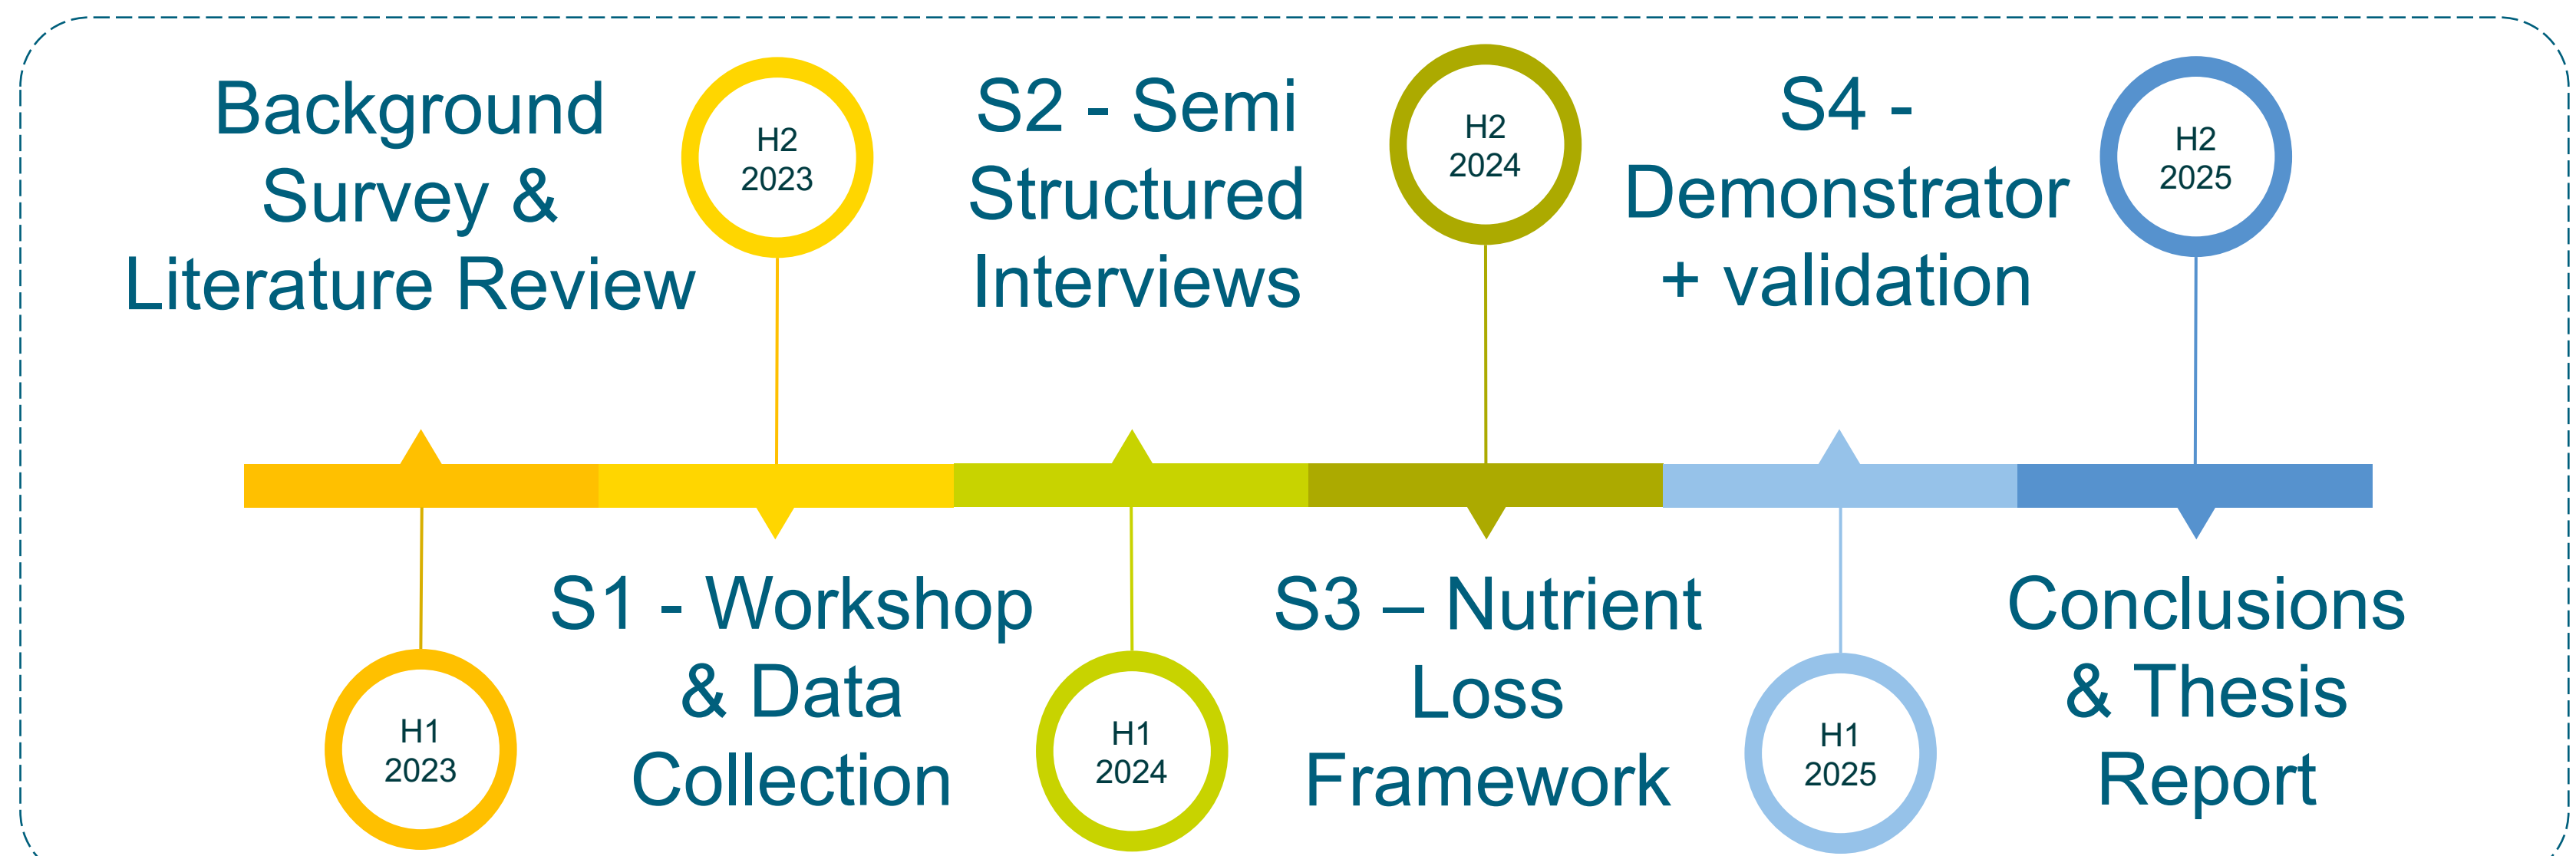 Background
Survey &
Literature Review
H2
2023
S2 - Semi
Structured
Interviews
H2
2024
S4 -
Demonstrator
+ validation
H2
2025
H1
2023
S1 - Workshop
& Data
Collection
H1
2024
S3 – Nutrient
Loss
Framework
H1
2025
Conclusions
& Thesis
Report